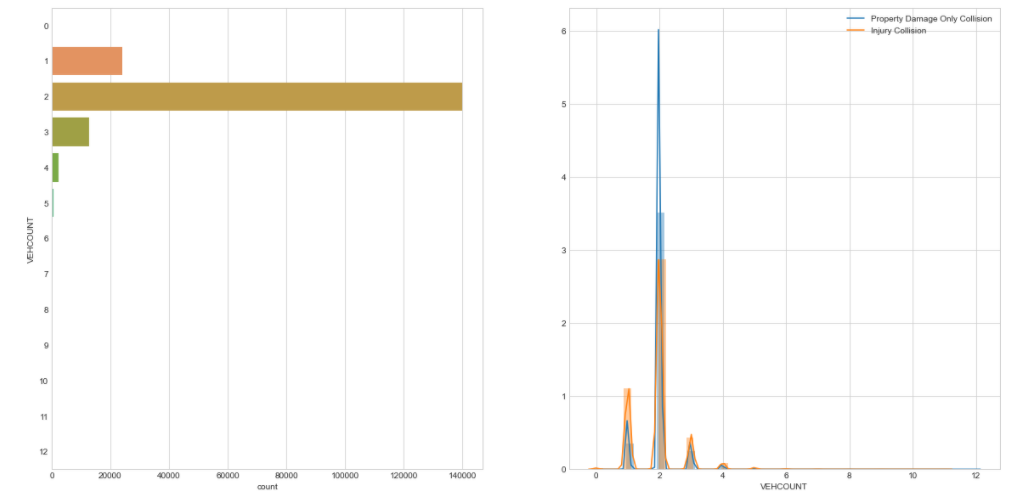 0
1
2
3
4
5
6
7
8
9
10
11
12
VEHCOUNT
0 20000 40000 60000 80000 100000 120000 140000
count
Property Damage Only Collision
Injury Collision
6
5
4
3
2
1
0
0 2 4 6 8 10 12
VEHCOUNT